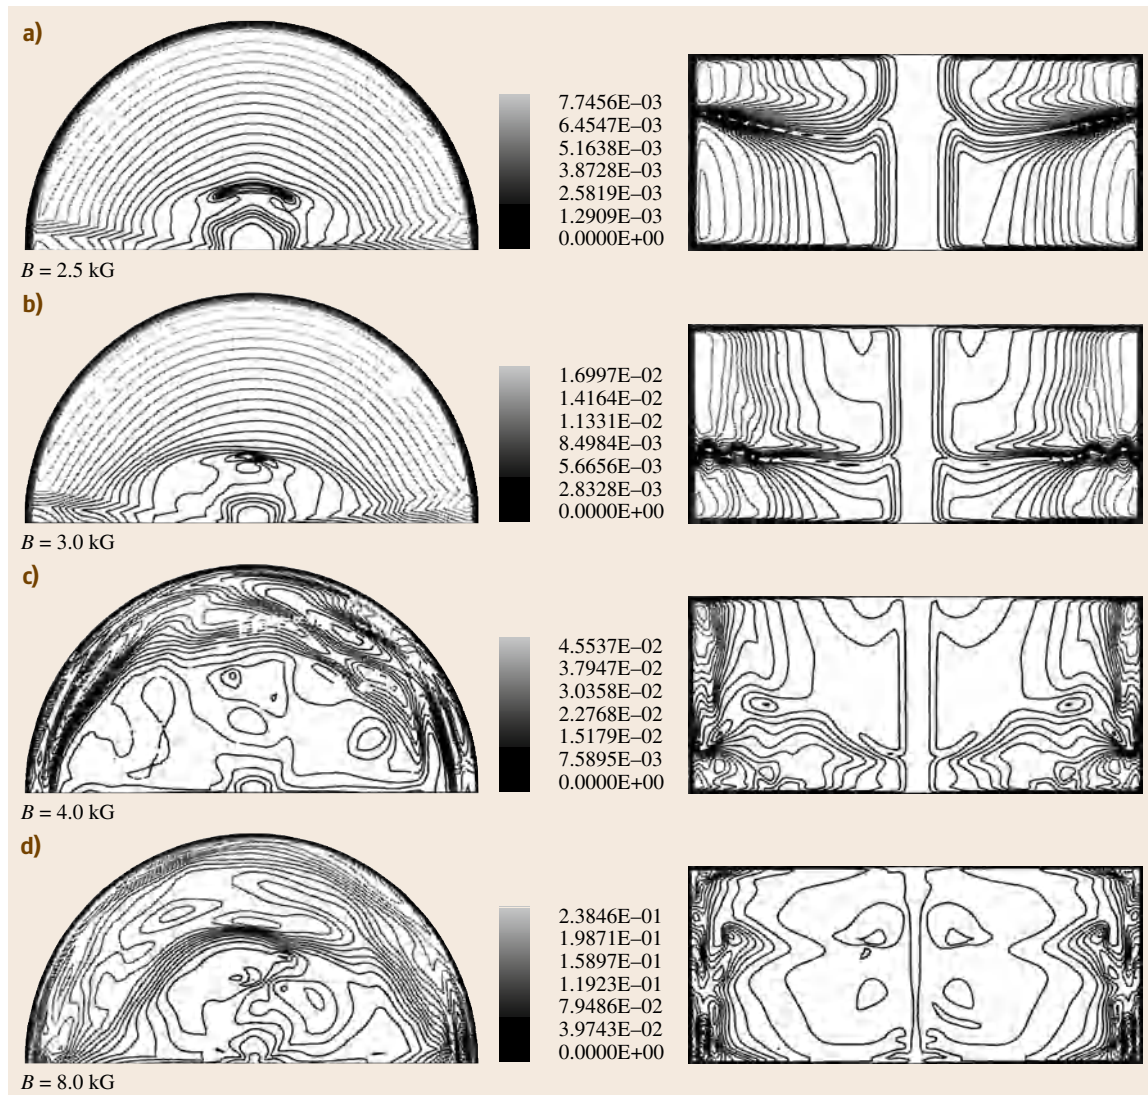 a)
7.7456E–03
6.4547E–03
5.1638E–03
3.8728E–03
2.5819E–03
1.2909E–03
0.0000E+00
B = 2.5 kG
b)
1.6997E–02
1.4164E–02
1.1331E–02
8.4984E–03
5.6656E–03
2.8328E–03
0.0000E+00
B = 3.0 kG
c)
4.5537E–02
3.7947E–02
3.0358E–02
2.2768E–02
1.5179E–02
7.5895E–03
0.0000E+00
B = 4.0 kG
d)
2.3846E–01
1.9871E–01
1.5897E–01
1.1923E–01
7.9486E–02
3.9743E–02
0.0000E+00
B = 8.0 kG